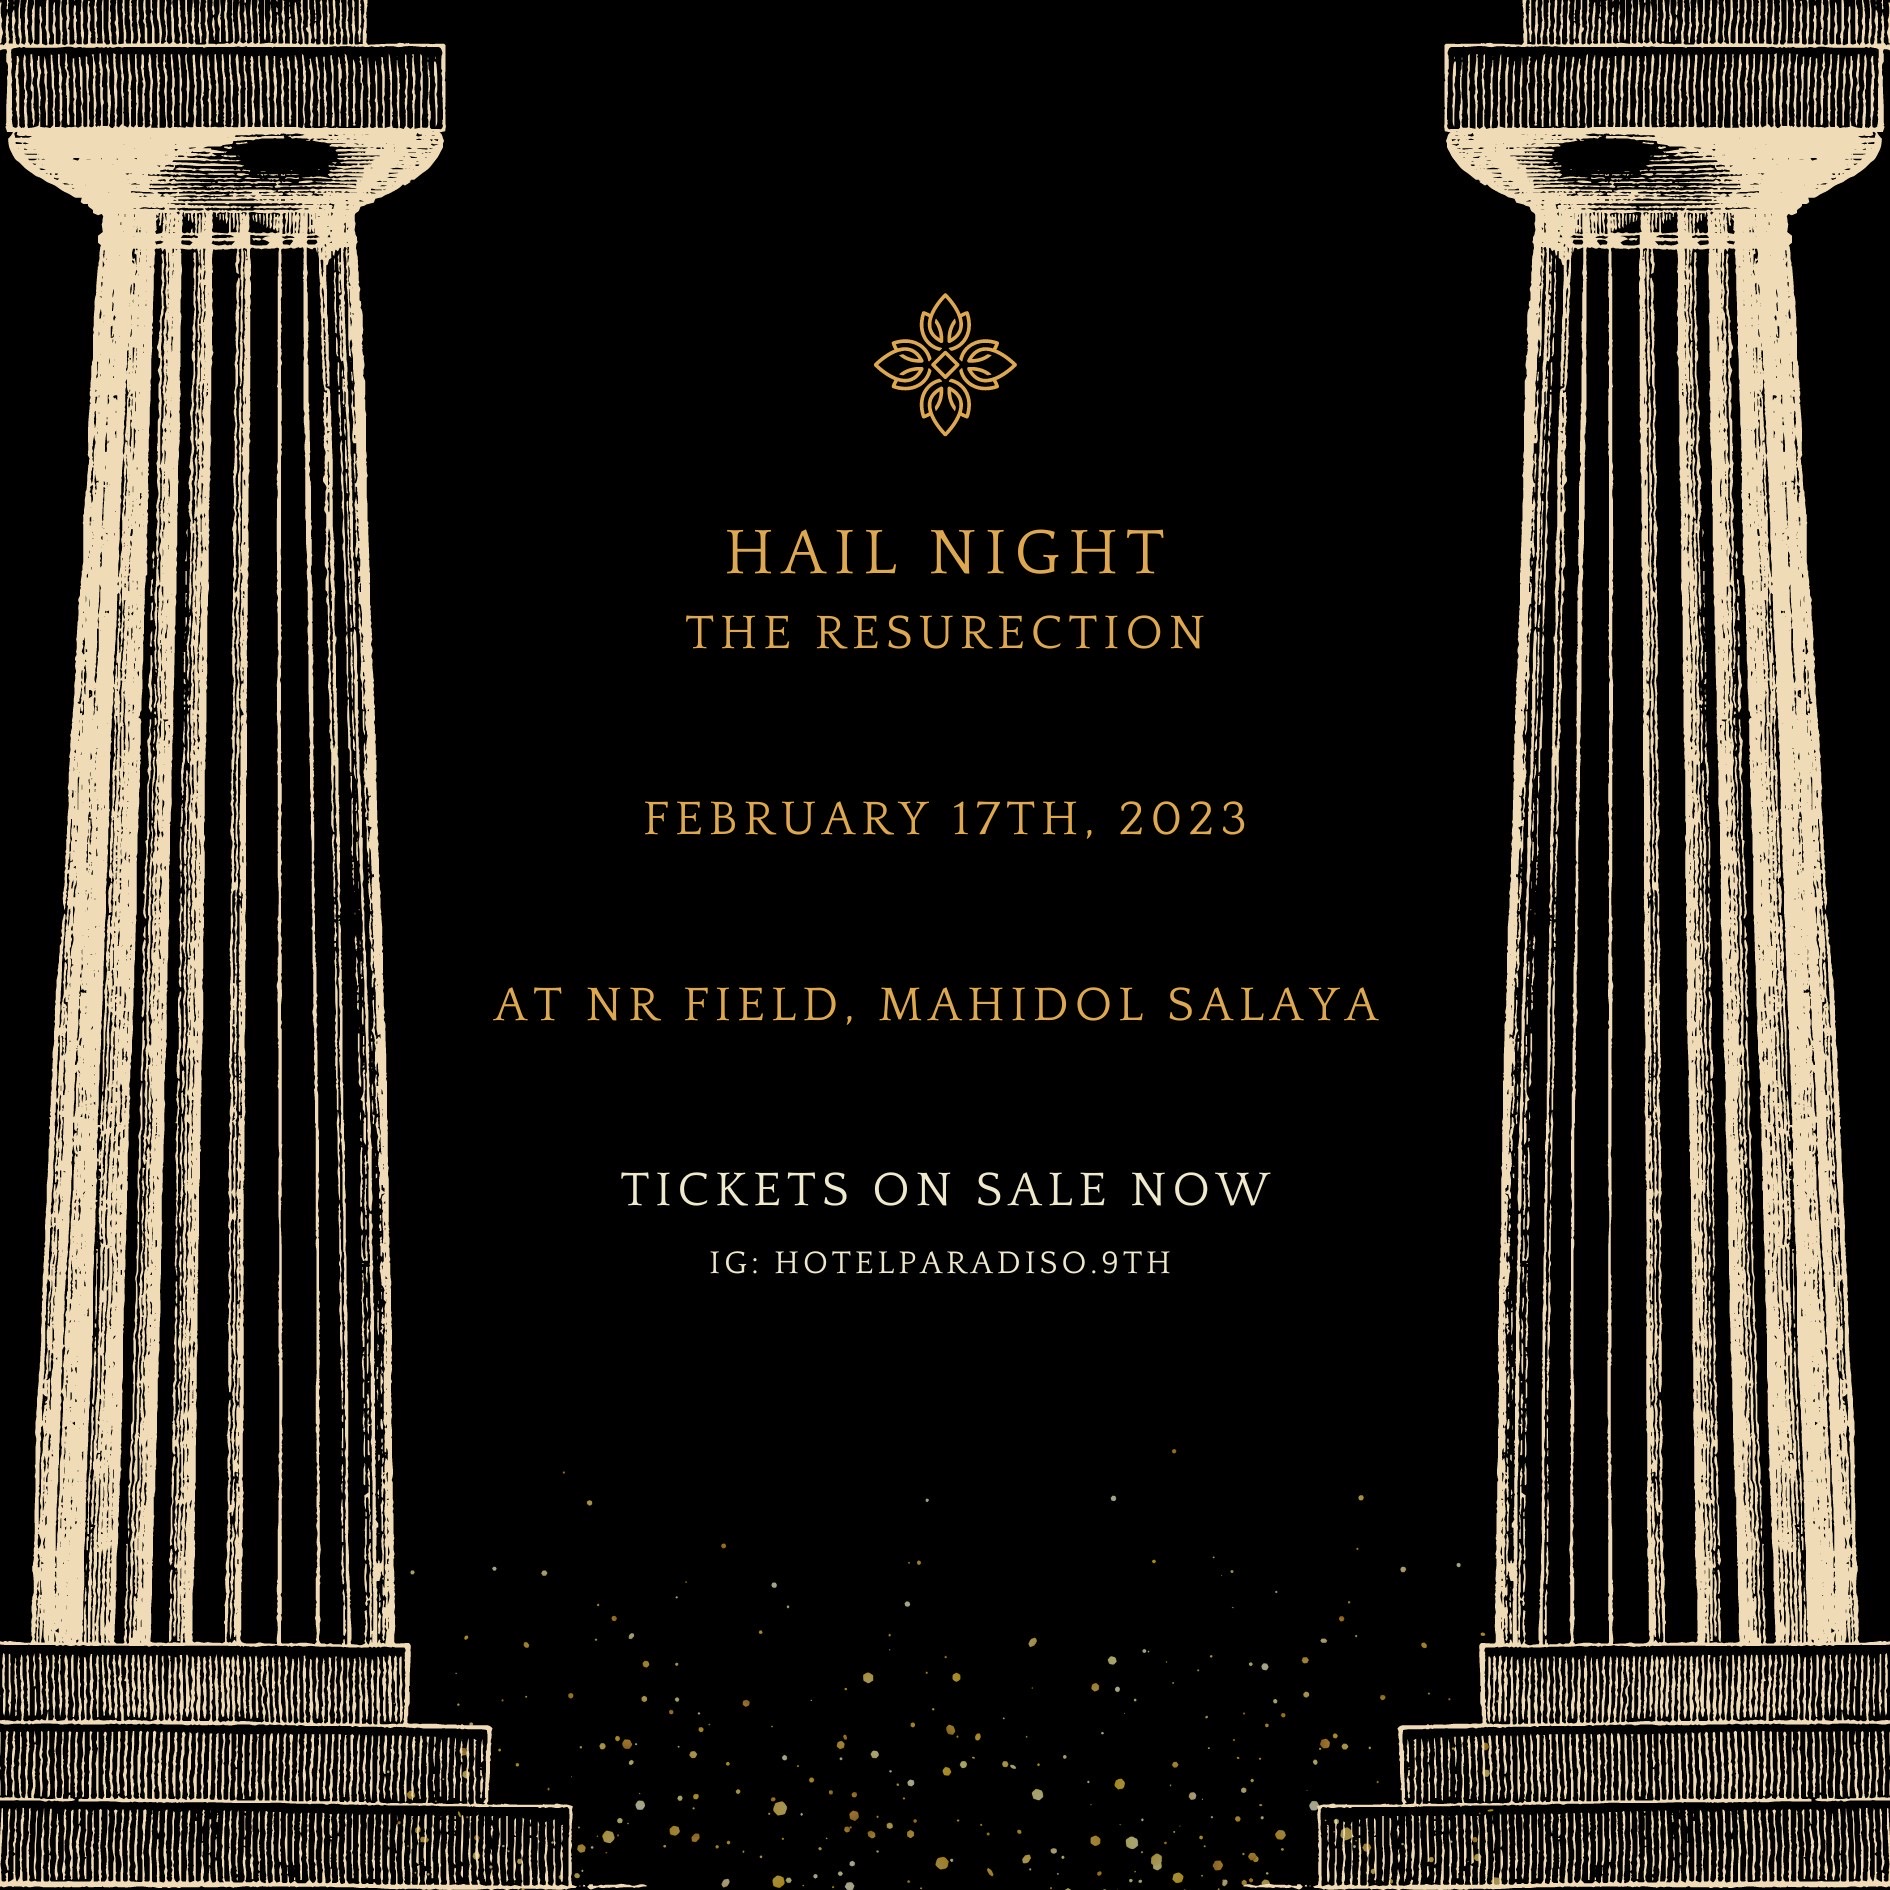 HAIL NIGHT
THE RESURECTION
FEBRUARY 17TH, 2023
AT NR FIELD, MAHIDOL SALAYA
TICKETS ON SALE NOW
IG: HOTELPARADISO.9TH